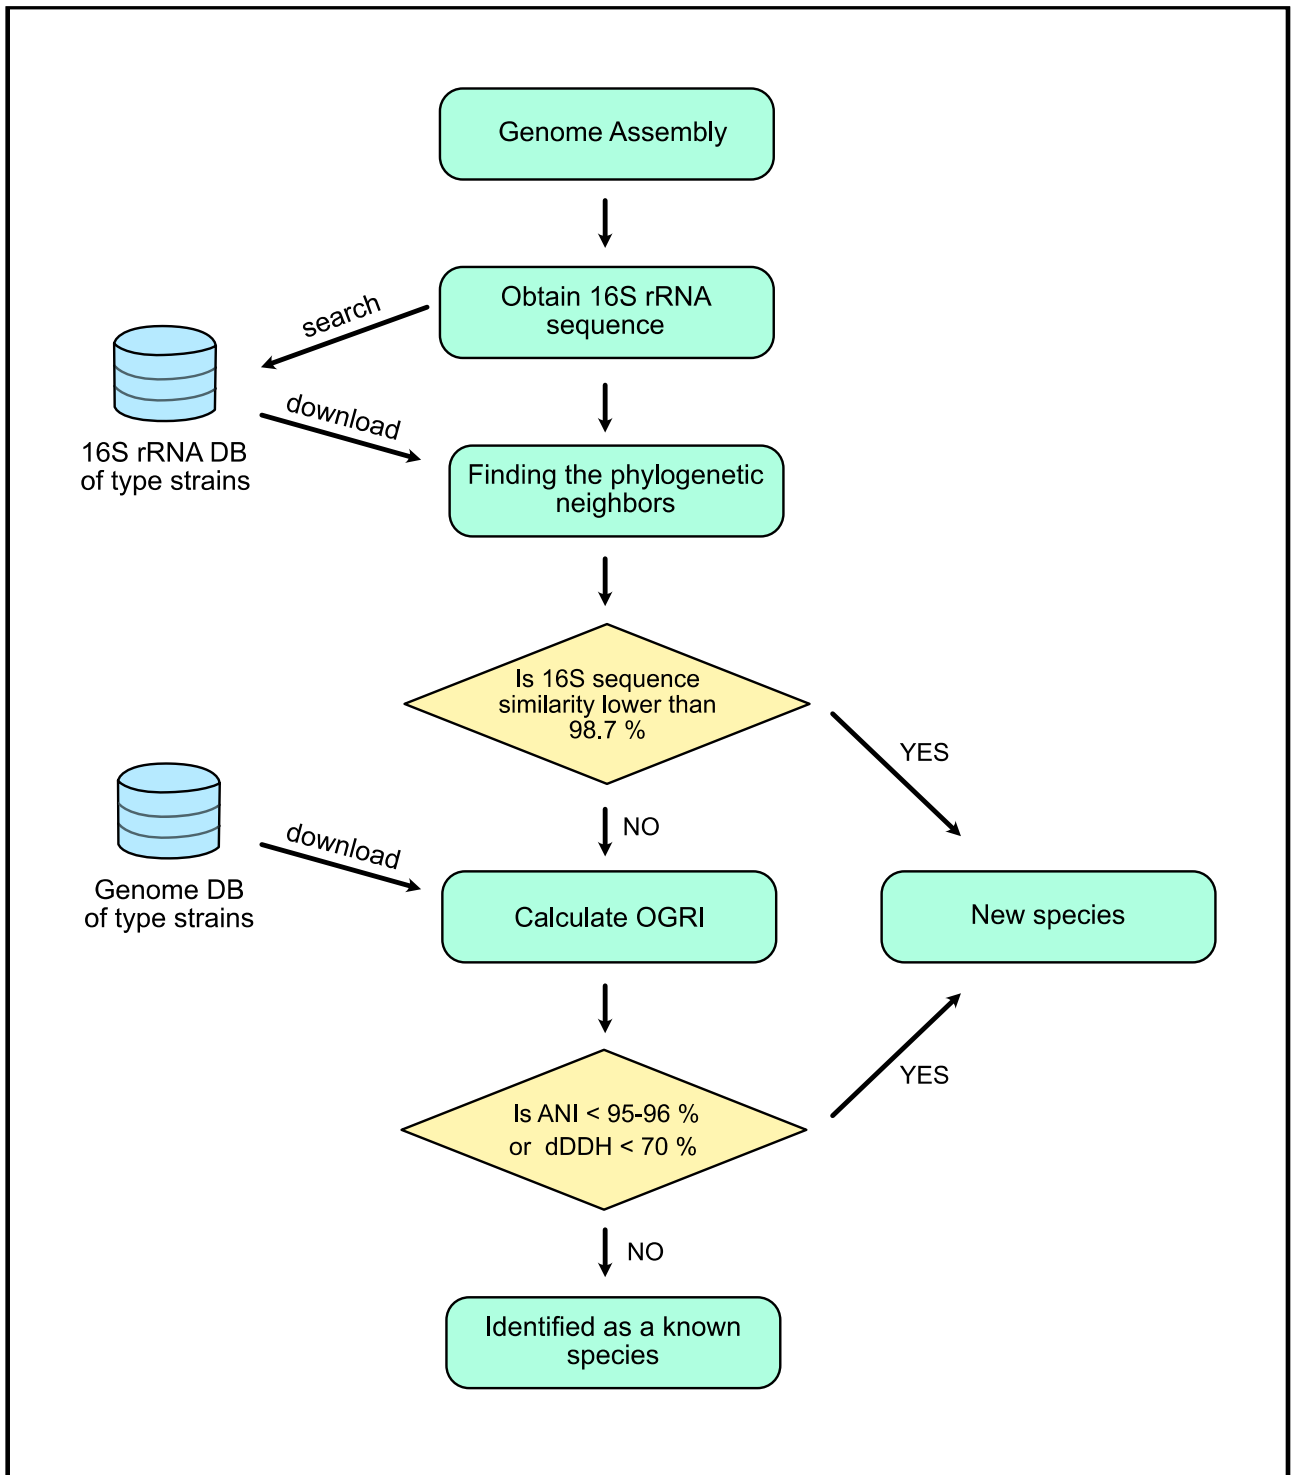 Genome Assembly
Obtain 16S rRNA
sequence
search
download
16S rRNA DB
of type strains
Finding the phylogenetic
neighbors
Is 16S sequence
similarity lower than
98.7 %
YES
NO
download
Genome DB
of type strains
Calculate OGRI
New species
YES
Is ANI < 95-96 %
or dDDH < 70 %
NO
Identified as a known
species